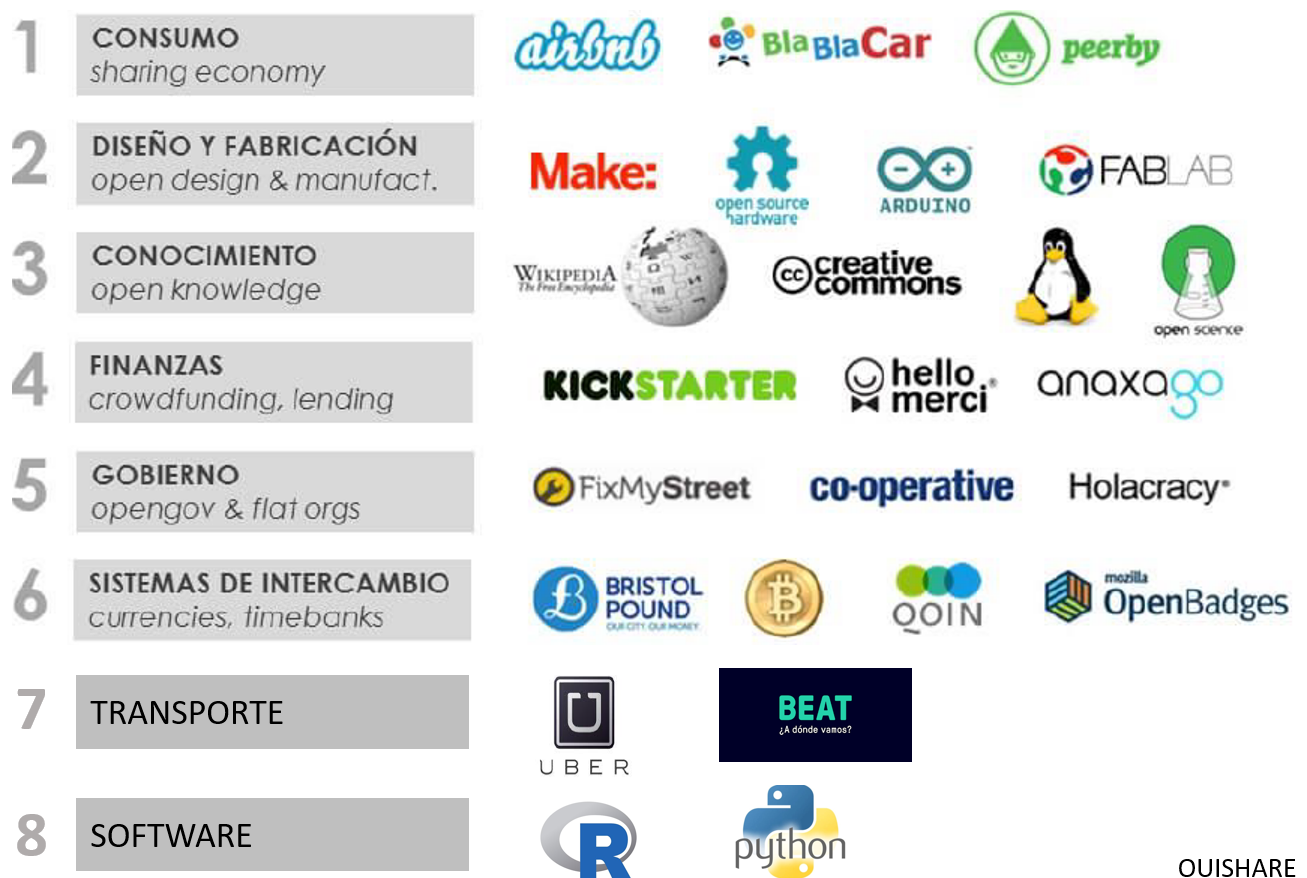 1
CONSUMO
sharing economy
airbnb
BlaBlaCar
peerby
2
DISEÑO Y FABRICACIÓN
open design & manufact.
Make:
open source
hardware
ARDUINO
FABLAB
3
CONOCIMIENTO
open knowledge
WIKIPEDIA
The Free Encyclopedia
cc
creative
commons
open science
4
FINANZAS
crowdfunding, lending
KICKSTARTER
hello
merci®
anaxago
5
GOBIERNO
opengov & flat orgs
FixMyStreet
co-operative
Holacracy®
6
SISTEMAS DE INTERCAMBIO
currencies, timebanks
BRISTOL
POUND
OUR CITY. OUR MONEY.
QOIN
mozilla
OpenBadges
7
TRANSPORTE
U
UBER
BEAT
¿A dónde vamos?
8
SOFTWARE
R
python
OUISHARE